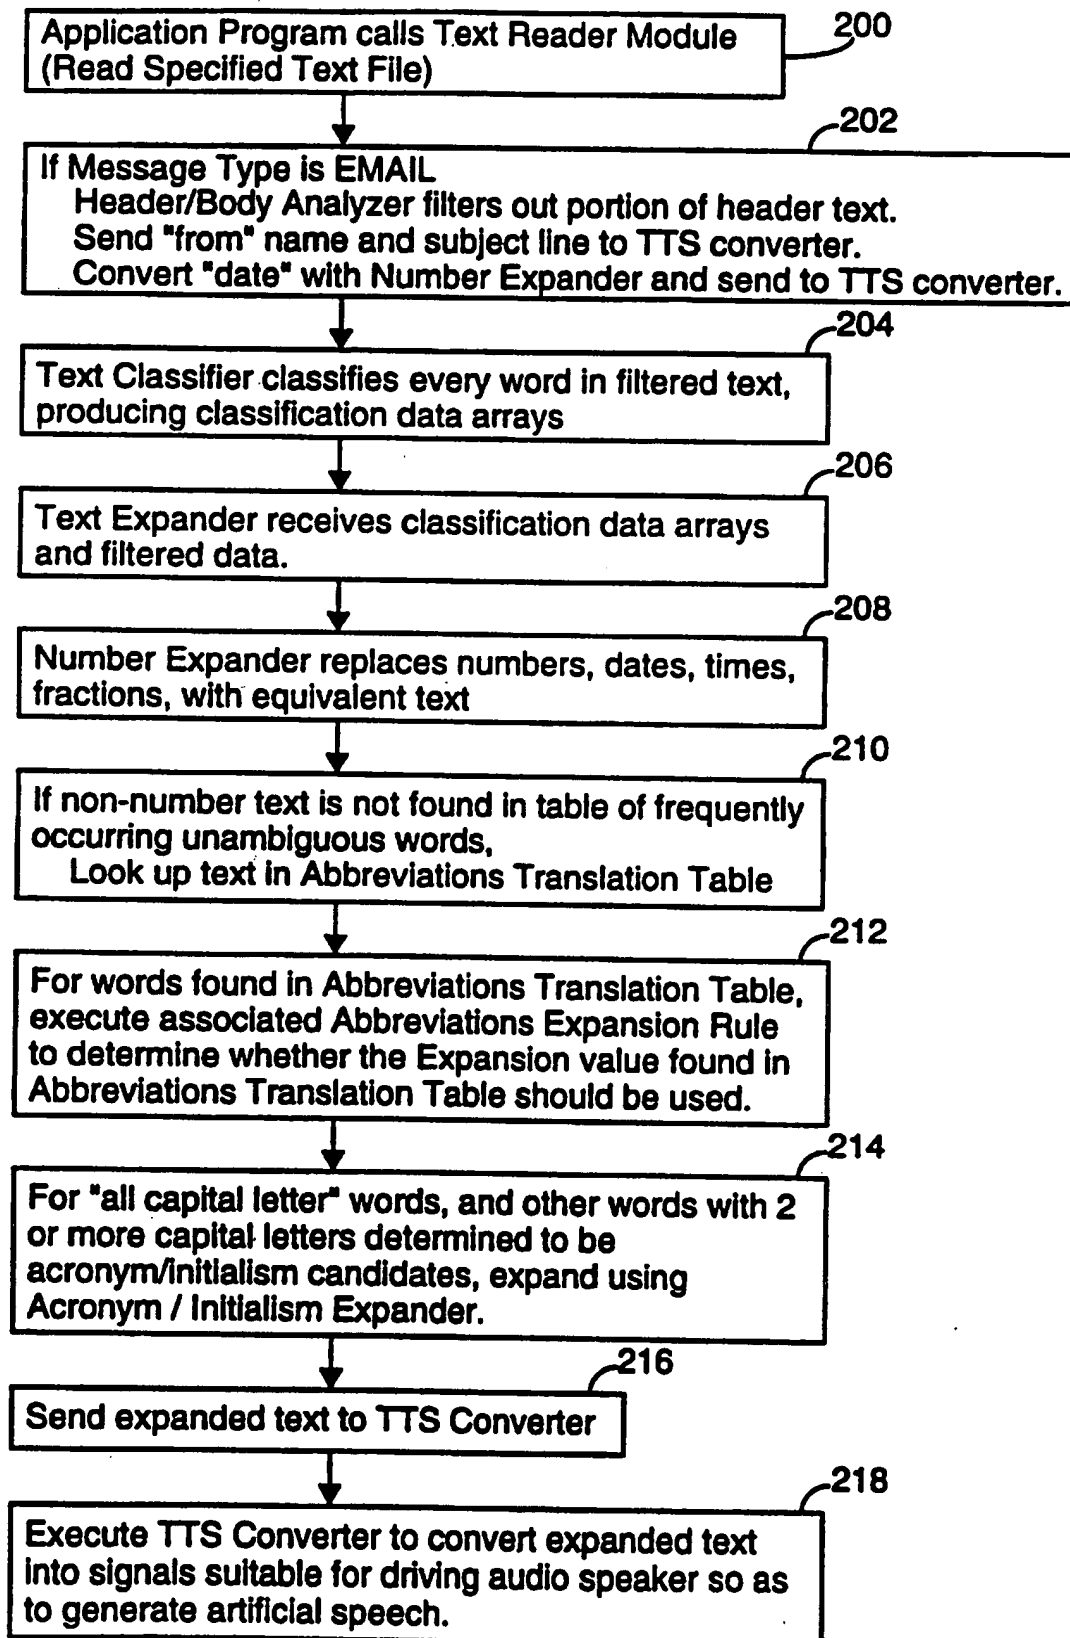 Application Program calls Text Reader Module
(Read Specified Text File)
200
202
If Message Type is EMAIL
Header/Body Analyzer filters out portion of header text.
Send "from" name and subject line to TTS converter.
Convert "date" with Number Expander and send to TTS converter.
204
Text Classifier classifies every word in filtered text,
producing classification data arrays
206
Text Expander receives classification data arrays
and filtered data.
208
Number Expander replaces numbers, dates, times,
fractions, with equivalent text
210
If non-number text is not found in table of frequently
occurring unambiguous words,
Look up text in Abbreviations Translation Table
212
For words found in Abbreviations Translation Table,
execute associated Abbreviations Expansion Rule
to determine whether the Expansion value found in
Abbreviations Translation Table should be used.
214
For "all capital letter" words, and other words with 2
or more capital letters determined to be
acronym/initialism candidates, expand using
Acronym / Initialism Expander.
216
Send expanded text to TTS Converter
218
Execute TTS Converter to convert expanded text
into signals suitable for driving audio speaker so as
to generate artificial speech.